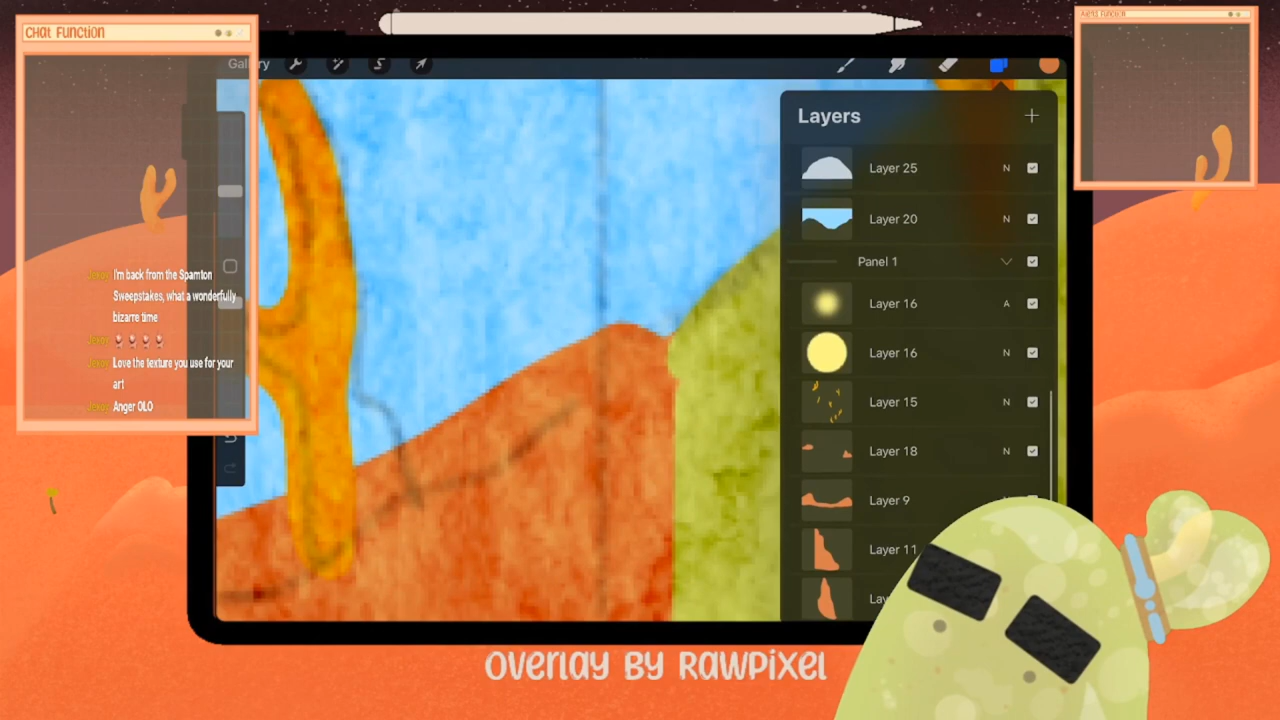 CHAt FUNCtION
Gallery
Layers
Layer 25 N
Layer 20 N
Panel 1
Layer 16 A
Layer 16 N
Layer 15 N
Layer 18 N
Layer 9
Layer 11
I'm back from the Spamton
Sweepstakes, what a wonderfully
bizarre time
Love the texture you use for your
art
Anger OLO
OVERLAY BY RAWPIXEL